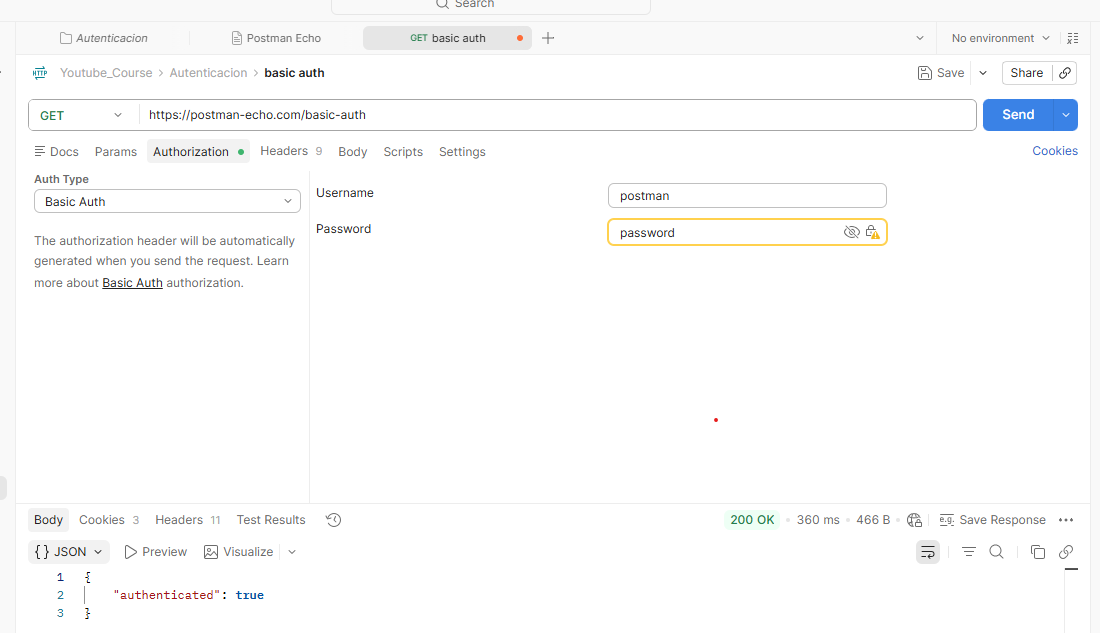 Search
Autenticacion
Postman Echo
GET basic auth
No environment
HTTP Youtube_Course > Autenticacion > basic auth
Save
Share
GET
https://postman-echo.com/basic-auth
Send
Docs Params Authorization Headers 9 Body Scripts Settings
Cookies
Auth Type
Basic Auth
The authorization header will be automatically
generated when you send the request. Learn
more about Basic Auth authorization.
Username
postman
Password
password
Body Cookies 3 Headers 11 Test Results
200 OK • 360 ms • 466 B •
e.g. Save Response
{} JSON Preview Visualize
1 {
2 "authenticated": true
3 }